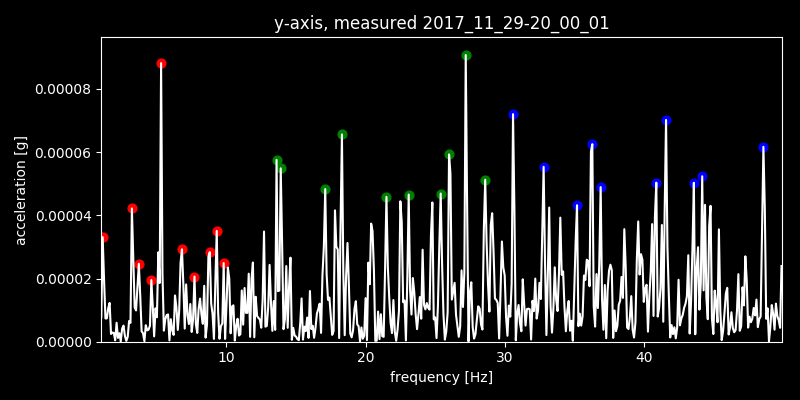 y-axis, measured 2017_11_29-20_00_01
0.00008
0.00006
0.00004
0.00002
0.00000
acceleration [g]
10 20 30 40
frequency [Hz]